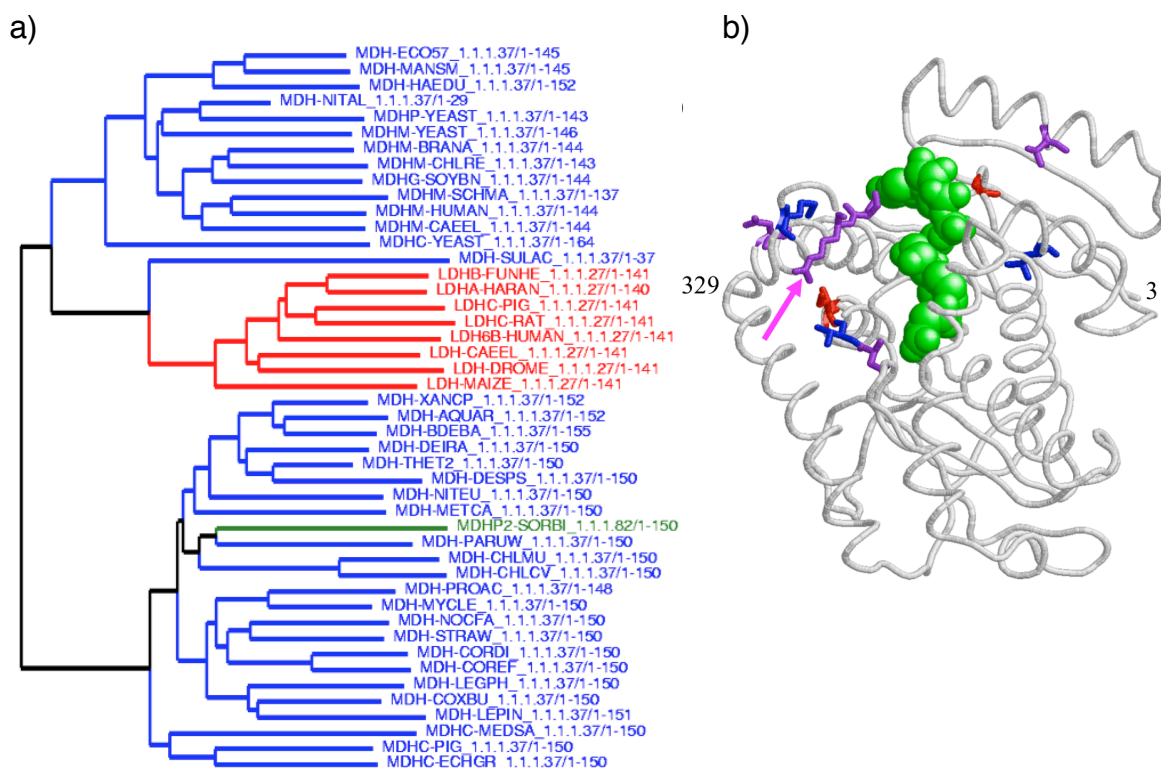 a)
MDH-ECO57_1.1.1.37/1-145
MDH-MANSM_1.1.1.37/1-145
MDH-HAEDU_1.1.1.37/1-152
MDH-NITAL_1.1.1.37/1-29
MDHP-YEAST_1.1.1.37/1-143
MDHM-YEAST_1.1.1.37/1-146
MDHM-BRANA_1.1.1.37/1-144
MDHM-CHLRE_1.1.1.37/1-143
MDHG-SOYBN_1.1.1.37/1-144
MDHM-SCHMA_1.1.1.37/1-137
MDHM-HUMAN_1.1.1.37/1-144
MDHM-CAEEL_1.1.1.37/1-144
MDHC-YEAST_1.1.1.37/1-164
MDH-SULAC_1.1.1.37/1-37
LDHB-FUNHE_1.1.1.27/1-141
LDHA-HARAN_1.1.1.27/1-140
LDHC-PIG_1.1.1.27/1-141
LDHC-RAT_1.1.1.27/1-141
LDH6B-HUMAN_1.1.1.27/1-141
LDH-CAEEL_1.1.1.27/1-141
LDH-DROME_1.1.1.27/1-141
LDH-MAIZE_1.1.1.27/1-141
MDH-XANCP_1.1.1.37/1-152
MDH-AQUAR_1.1.1.37/1-152
MDH-BDEBA_1.1.1.37/1-155
MDH-DEIRA_1.1.1.37/1-150
MDH-THET2_1.1.1.37/1-150
MDH-DESPS_1.1.1.37/1-150
MDH-NITEU_1.1.1.37/1-150
MDH-METCA_1.1.1.37/1-150
MDHP2-SORBI_1.1.1.82/1-150
MDH-PARUW_1.1.1.37/1-150
MDH-CHLMU_1.1.1.37/1-150
MDH-CHLCV_1.1.1.37/1-150
MDH-PROAC_1.1.1.37/1-148
MDH-MYCLE_1.1.1.37/1-150
MDH-NOCFA_1.1.1.37/1-150
MDH-STRAW_1.1.1.37/1-150
MDH-CORDI_1.1.1.37/1-150
MDH-COREF_1.1.1.37/1-150
MDH-LEGPH_1.1.1.37/1-150
MDH-COXBU_1.1.1.37/1-150
MDH-LEPIN_1.1.1.37/1-151
MDHC-MEDSA_1.1.1.37/1-150
MDHC-PIG_1.1.1.37/1-150
MDHC-ECHGR_1.1.1.37/1-150
b)
329
3